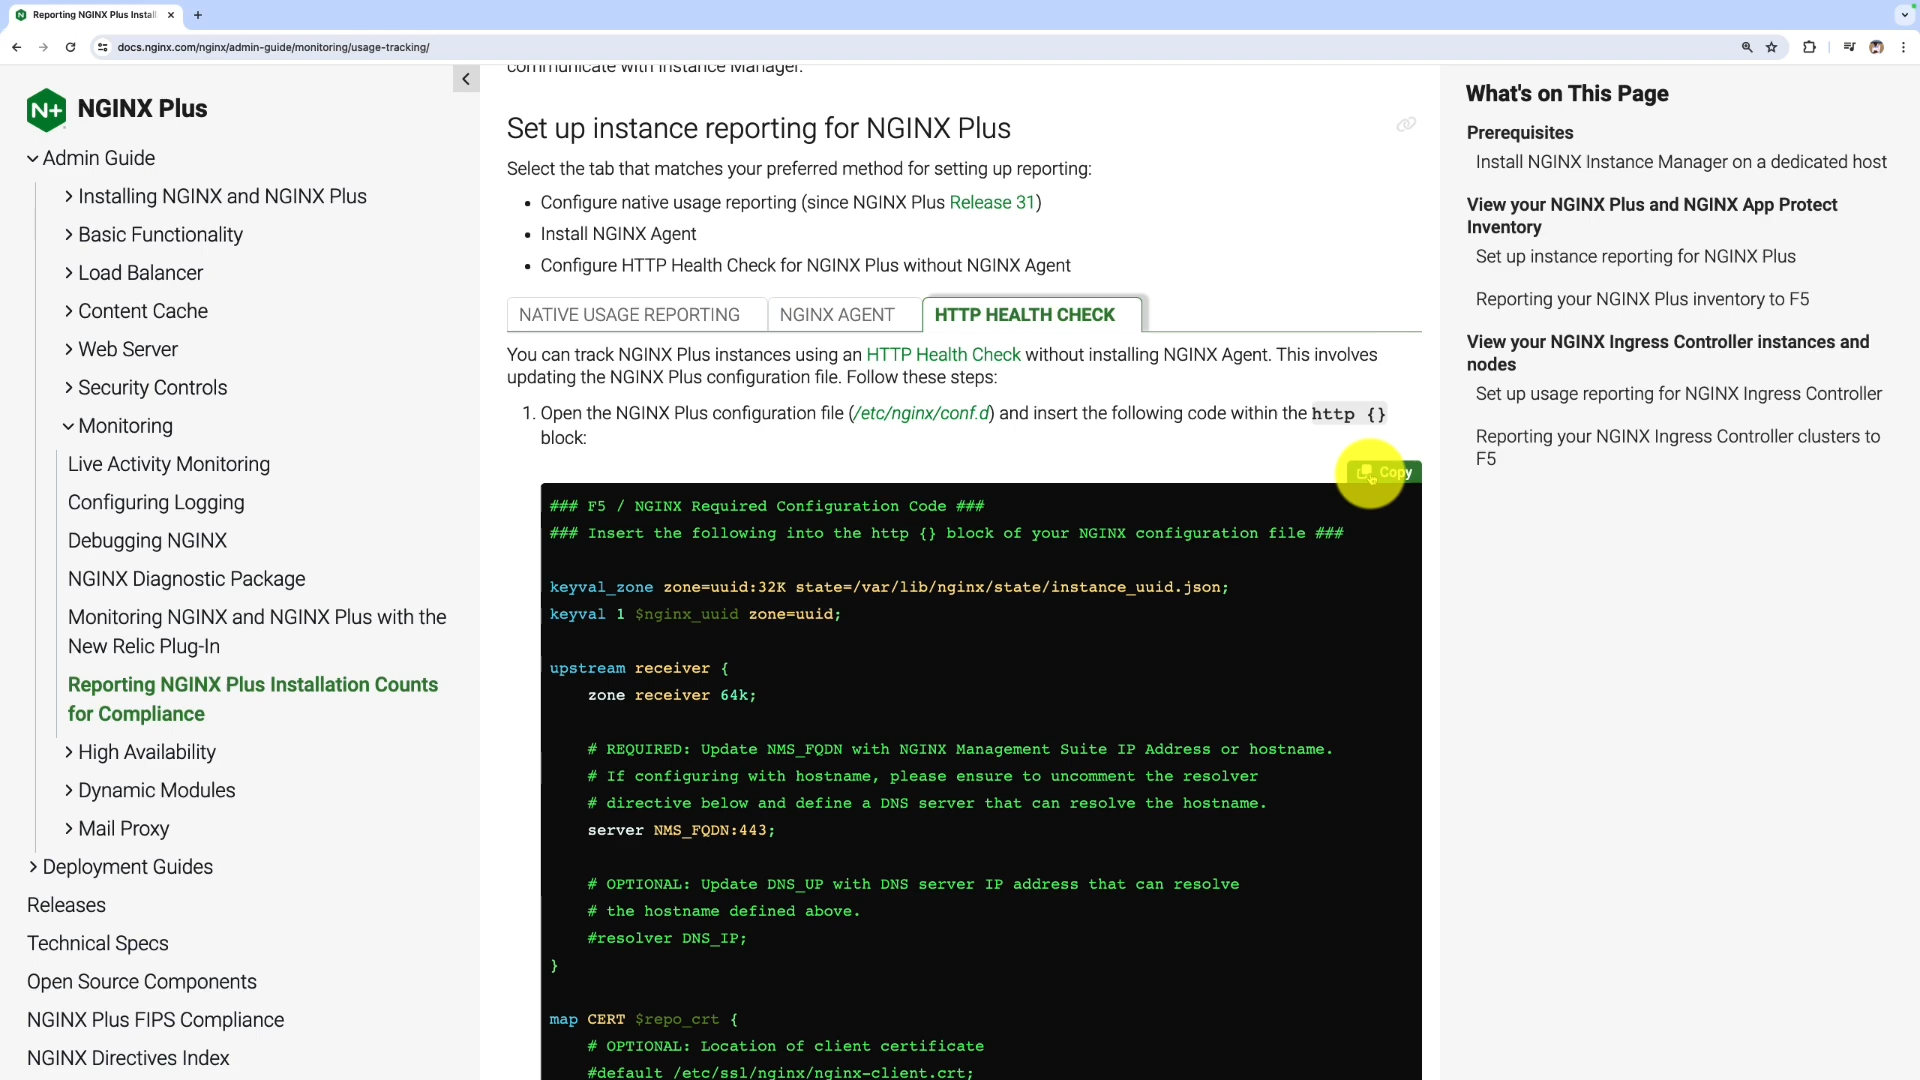 Reporting NGINX Plus Instal
docs.nginx.com/nginx/admin-guide/monitoring/usage-tracking/
N+ NGINX Plus
Admin Guide
Installing NGINX and NGINX Plus
Basic Functionality
Load Balancer
Content Cache
Web Server
Security Controls
Monitoring
Live Activity Monitoring
Configuring Logging
Debugging NGINX
NGINX Diagnostic Package
Monitoring NGINX and NGINX Plus with the
New Relic Plug-In
Reporting NGINX Plus Installation Counts
for Compliance
High Availability
Dynamic Modules
Mail Proxy
Deployment Guides
Releases
Technical Specs
Open Source Components
NGINX Plus FIPS Compliance
NGINX Directives Index
communicate with Instance Manager.
Set up instance reporting for NGINX Plus
Select the tab that matches your preferred method for setting up reporting:
• Configure native usage reporting (since NGINX Plus Release 31)
• Install NGINX Agent
• Configure HTTP Health Check for NGINX Plus without NGINX Agent
NATIVE USAGE REPORTING NGINX AGENT HTTP HEALTH CHECK
You can track NGINX Plus instances using an HTTP Health Check without installing NGINX Agent. This involves
updating the NGINX Plus configuration file. Follow these steps:
1. Open the NGINX Plus configuration file (/etc/nginx/conf.d) and insert the following code within the http {}
block:
Copy
### F5 / NGINX Required Configuration Code ###
### Insert the following into the http {} block of your NGINX configuration file ###
keyval_zone zone=uuid:32K state=/var/lib/nginx/state/instance_uuid.json;
keyval 1 $nginx_uuid zone=uuid;
upstream receiver {
zone receiver 64k;
# REQUIRED: Update NMS_FQDN with NGINX Management Suite IP Address or hostname.
# If configuring with hostname, please ensure to uncomment the resolver
# directive below and define a DNS server that can resolve the hostname.
server NMS_FQDN:443;
# OPTIONAL: Update DNS_UP with DNS server IP address that can resolve
# the hostname defined above.
#resolver DNS_IP;
}
map CERT $repo_crt {
# OPTIONAL: Location of client certificate
#default /etc/ssl/nginx/nginx-client.crt;
What's on This Page
Prerequisites
Install NGINX Instance Manager on a dedicated host
View your NGINX Plus and NGINX App Protect
Inventory
Set up instance reporting for NGINX Plus
Reporting your NGINX Plus inventory to F5
View your NGINX Ingress Controller instances and
nodes
Set up usage reporting for NGINX Ingress Controller
Reporting your NGINX Ingress Controller clusters to
F5